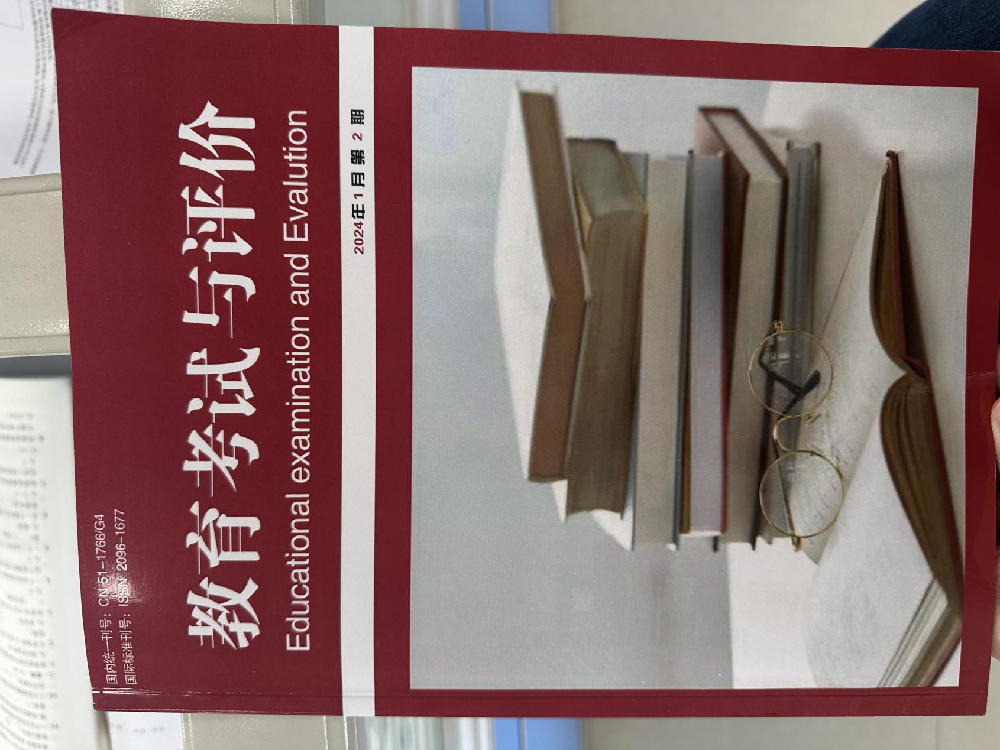 国内统一刊号：CN 51-1766/G4
国际标准刊号：ISSN 2096-1677
教育考试与评价
Educational examination and Evalution
2024年1月第2期